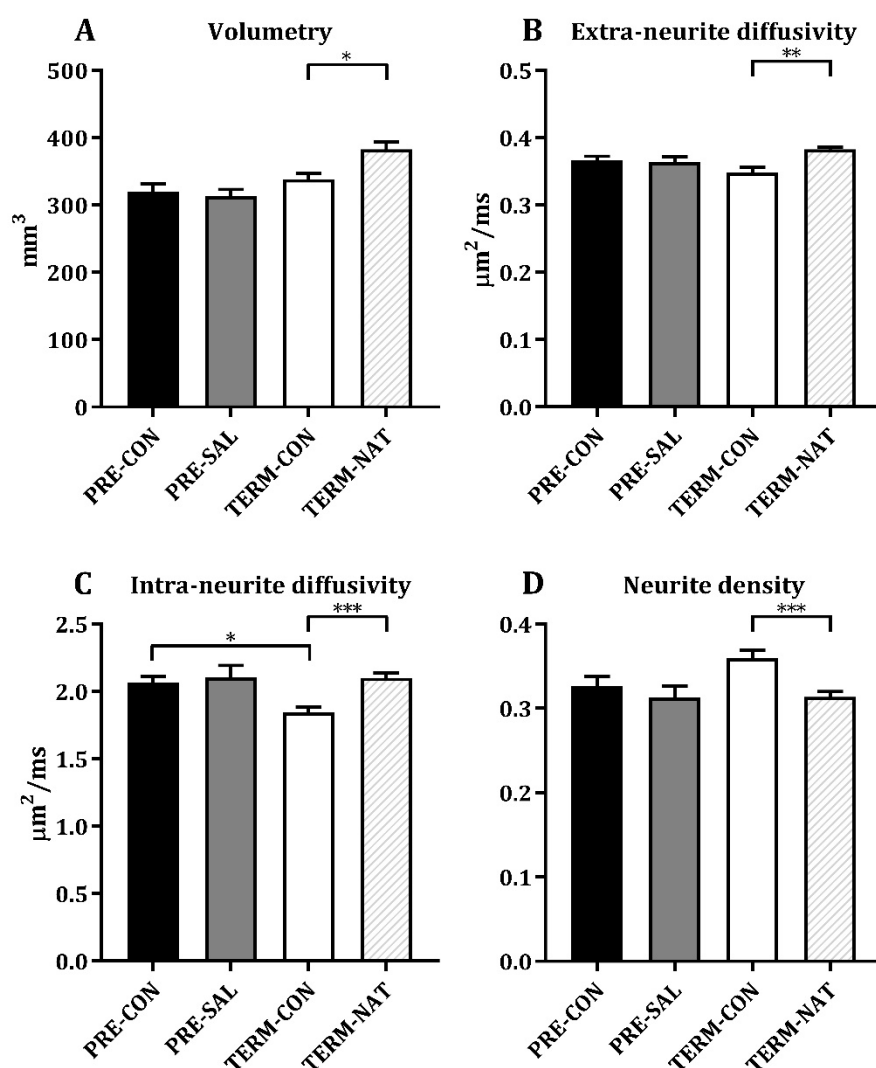 A Volumetry
*
500
400
300
200
100
0
mm³
PRE-CON
PRE-SAL
TERM-CON
TERM-NAT
B Extra-neurite diffusivity
**
0.5
0.4
0.3
0.2
0.1
0.0
μm²/ms
PRE-CON
PRE-SAL
TERM-CON
TERM-NAT
C Intra-neurite diffusivity
***
*
2.5
2.0
1.5
1.0
0.5
0.0
μm²/ms
PRE-CON
PRE-SAL
TERM-CON
TERM-NAT
D Neurite density
***
0.4
0.3
0.2
0.1
0.0
PRE-CON
PRE-SAL
TERM-CON
TERM-NAT